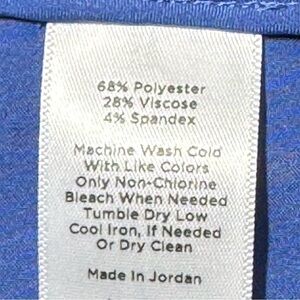 68% Polyester
28% Viscose
4% Spandex
Machine Wash Cold
With Like Colors
Only Non-Chlorine
Bleach When Needed
Tumble Dry Low
Cool Iron, If Needed
Or Dry Clean
Made In Jordan